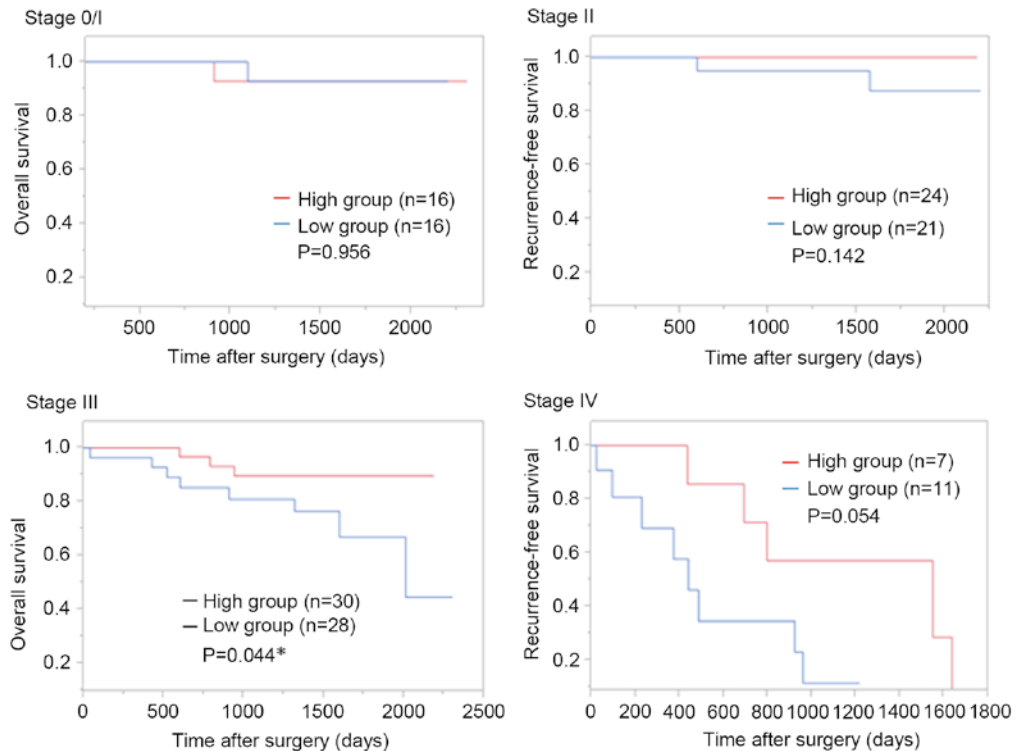 Stage 0/I
Overall survival
1.0
0.8
0.6
0.4
0.2
High group (n=16)
Low group (n=16)
P=0.956
500 1000 1500 2000
Time after surgery (days)
Stage II
Recurrence-free survival
1.0
0.8
0.6
0.4
0.2
High group (n=24)
Low group (n=21)
P=0.142
0 500 1000 1500 2000
Time after surgery (days)
Stage III
Overall survival
1.0
0.8
0.6
0.4
0.2
High group (n=30)
Low group (n=28)
P=0.044*
0 500 1000 1500 2000 2500
Time after surgery (days)
Stage IV
Recurrence-free survival
1.0
0.8
0.6
0.4
0.2
High group (n=7)
Low group (n=11)
P=0.054
0 200 400 600 800 1000 1200 1400 1600 1800
Time after surgery (days)